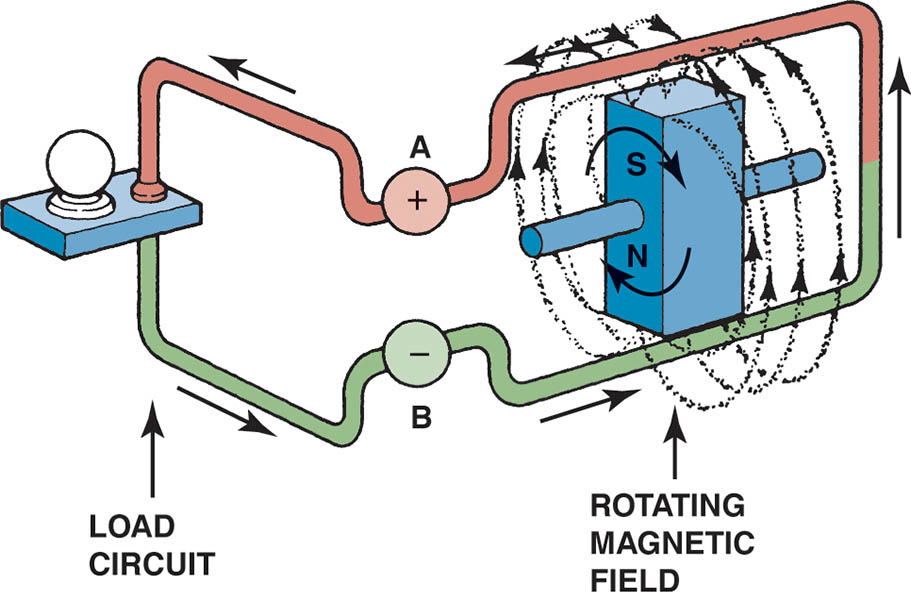 A
+
S
N
−
B
LOAD
CIRCUIT
ROTATING
MAGNETIC
FIELD